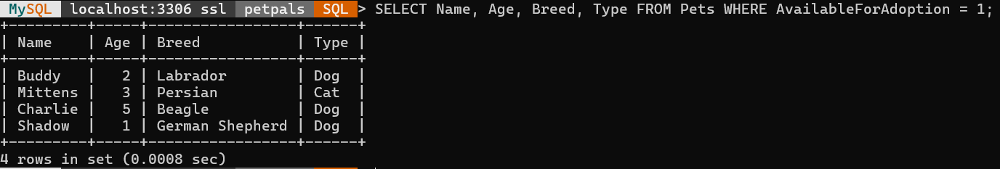 MySQL localhost:3306 ssl petpals SQL> SELECT Name, Age, Breed, Type FROM Pets WHERE AvailableForAdoption = 1;
+---------+-----+-----------------+------+
| Name    | Age | Breed           | Type |
+---------+-----+-----------------+------+
| Buddy   |   2 | Labrador        | Dog  |
| Mittens |   3 | Persian         | Cat  |
| Charlie |   5 | Beagle          | Dog  |
| Shadow  |   1 | German Shepherd | Dog  |
+---------+-----+-----------------+------+
4 rows in set (0.0008 sec)